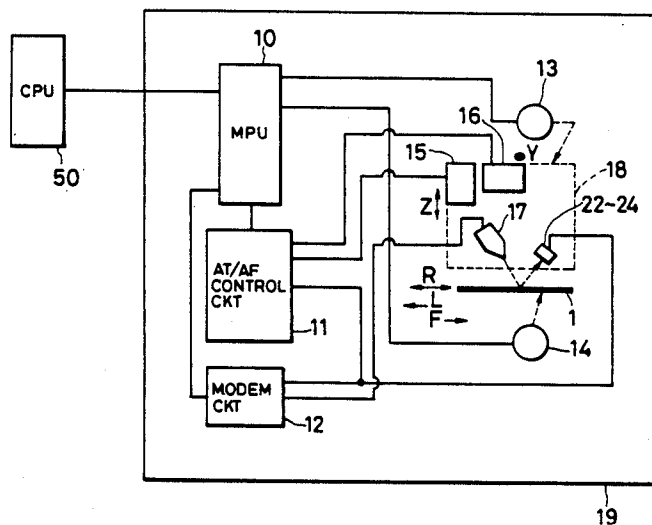 10
13
CPU
MPU
16
15
Y
18
50
Z
22~24
17
AT/AF
CONTROL
CKT
R
L
F
1
11
14
MODEM
CKT
12
19